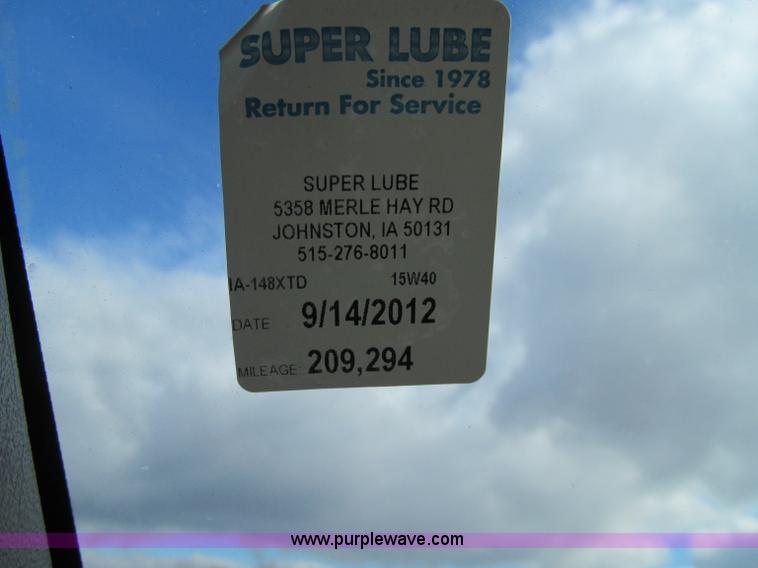 SUPER LUBE
Since 1978
Return For Service
SUPER LUBE
5358 MERLE HAY RD
JOHNSTON, IA 50131
515-276-8011
IA-148XTD 15W40
DATE 9/14/2012
MILEAGE: 209,294
www.purplewave.com